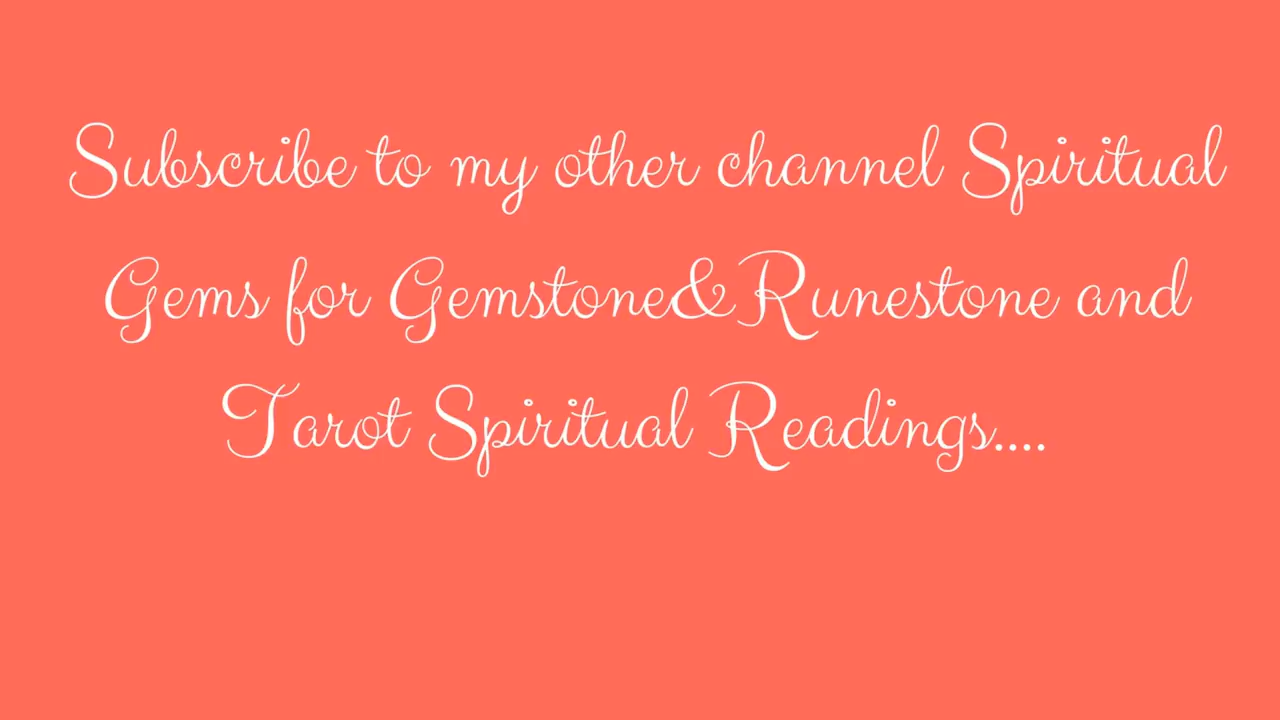 Subscribe to my other channel Spiritual
Gems for Gemstone&Runestone and
Tarot Spiritual Readings....